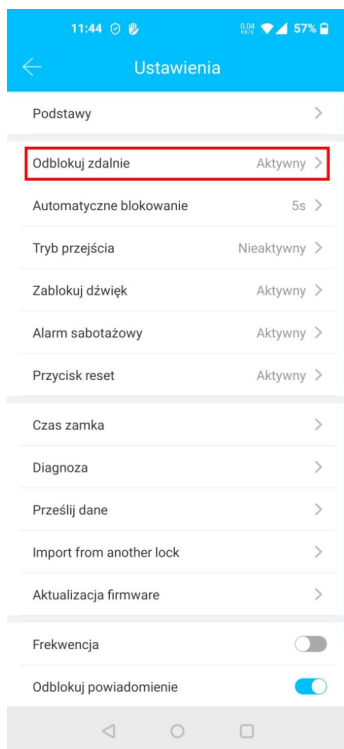 11:44 0.04 KB/s 57%
Ustawienia
Podstawy
Odblokuj zdalnie Aktywny
Automatyczne blokowanie 5s
Tryb przejścia Nieaktywny
Zablokuj dźwięk Aktywny
Alarm sabotażowy Aktywny
Przycisk reset Aktywny
Czas zamka
Diagnoza
Prześlij dane
Import from another lock
Aktualizacja firmware
Frekwencja
Odblokuj powiadomienie